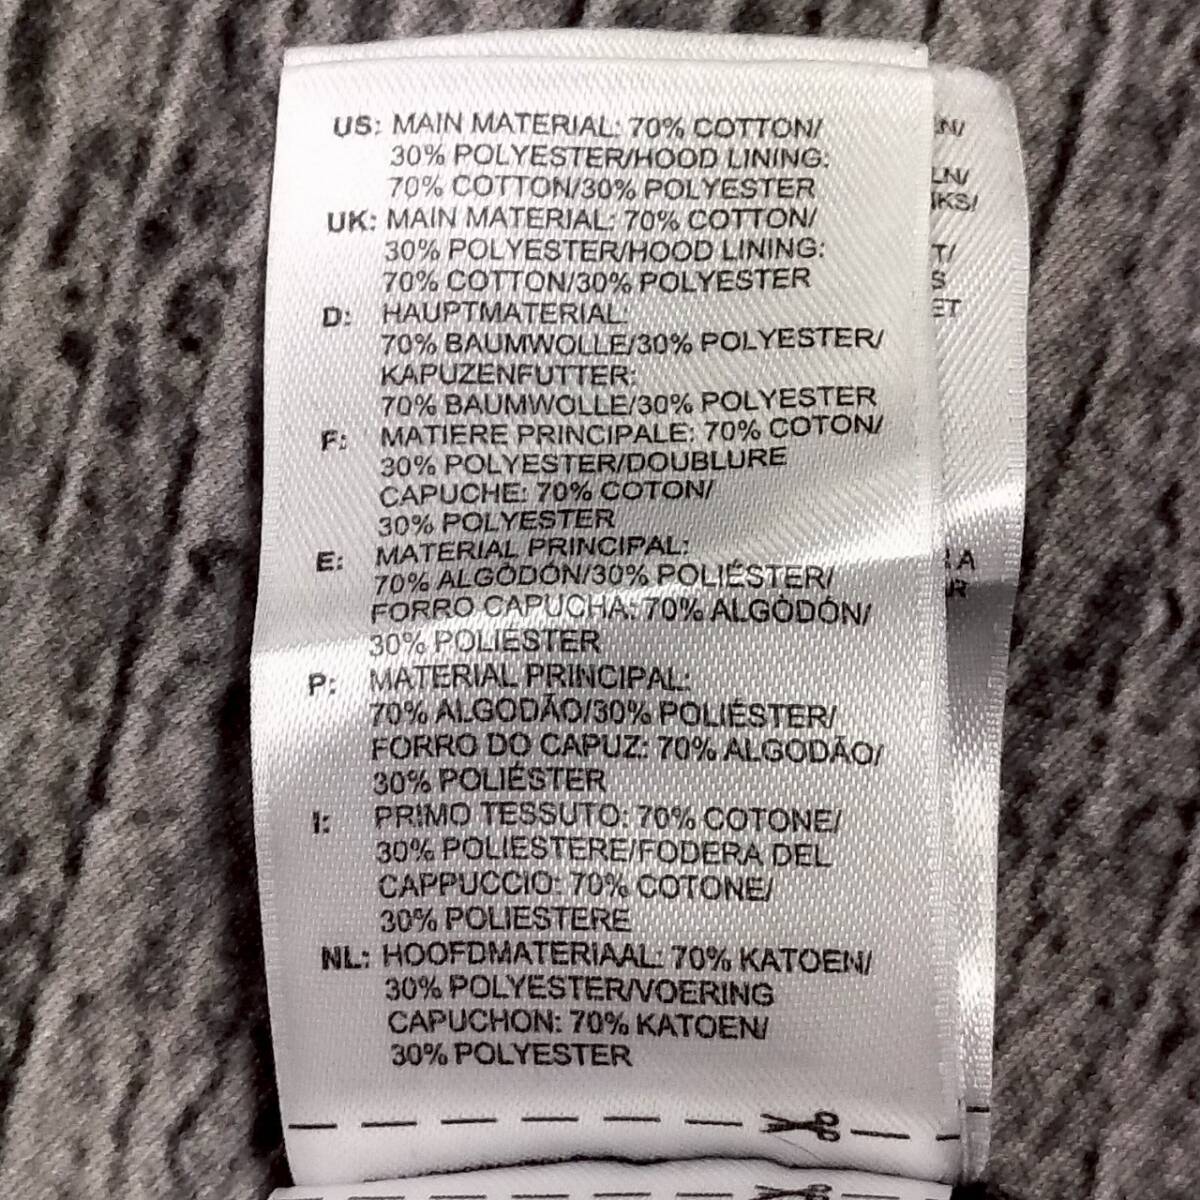 US: MAIN MATERIAL: 70% COTTON/
30% POLYESTER/HOOD LINING:
70% COTTON/30% POLYESTER
UK: MAIN MATERIAL: 70% COTTON/
30% POLYESTER/HOOD LINING:
70% COTTON/30% POLYESTER
D: HAUPTMATERIAL:
70% BAUMWOLLE/30% POLYESTER/
KAPUZENFUTTER:
70% BAUMWOLLE/30% POLYESTER
F: MATIERE PRINCIPALE: 70% COTON/
30% POLYESTER/DOUBLURE
CAPUCHE: 70% COTON/
30% POLYESTER
E: MATERIAL PRINCIPAL:
70% ALGODÓN/30% POLIÉSTER/
FORRO CAPUCHA: 70% ALGODÓN/
30% POLIÉSTER
P: MATERIAL PRINCIPAL:
70% ALGODÃO/30% POLIÉSTER/
FORRO DO CAPUZ: 70% ALGODÃO/
30% POLIÉSTER
I: PRIMO TESSUTO: 70% COTONE/
30% POLIESTERE/FODERA DEL
CAPPUCCIO: 70% COTONE/
30% POLIESTERE
NL: HOOFDMATERIAAL: 70% KATOEN/
30% POLYESTER/VOERING
CAPUCHON: 70% KATOEN/
30% POLYESTER